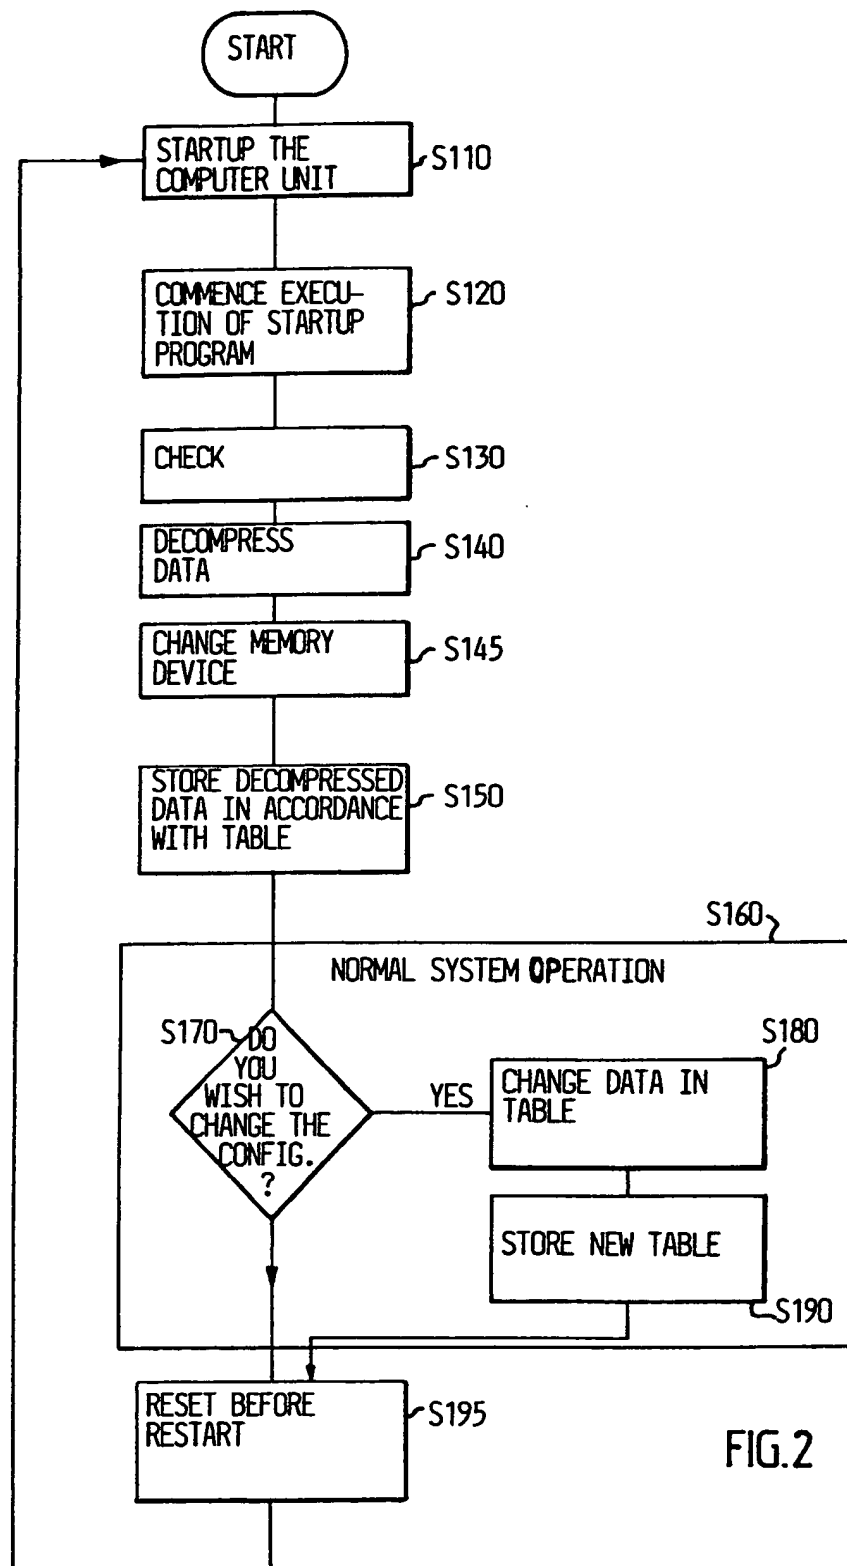 START
STARTUP THE
COMPUTER UNIT
S110
COMMENCE EXECU-
TION OF STARTUP
PROGRAM
S120
CHECK
S130
DECOMPRESS
DATA
S140
CHANGE MEMORY
DEVICE
S145
STORE DECOMPRESSED
DATA IN ACCORDANCE
WITH TABLE
S150
S160
NORMAL SYSTEM OPERATION
S170
DO
YOU
WISH TO
CHANGE THE
CONFIG.
?
YES
S180
CHANGE DATA IN
TABLE
STORE NEW TABLE
S190
RESET BEFORE
RESTART
S195
FIG.2